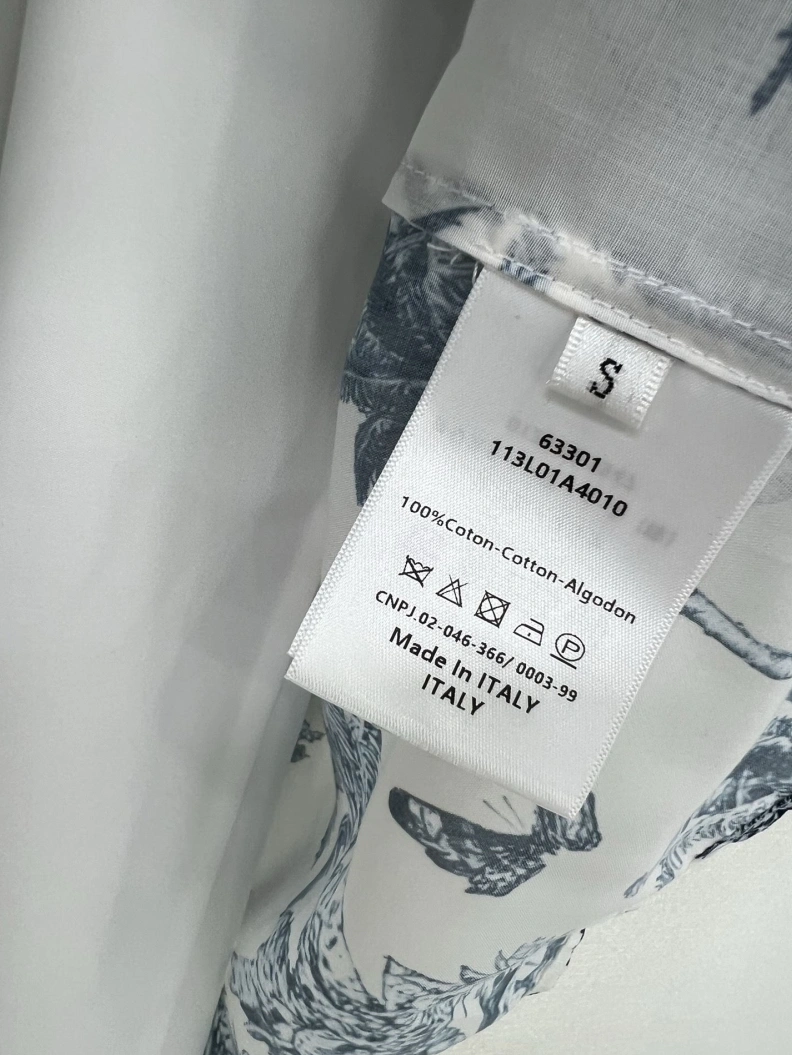 S
63301
113L01A4010
100%Coton-Cotton-Algodon
P
CNPJ.02-046-366/ 0003-99
Made In ITALY
ITALY